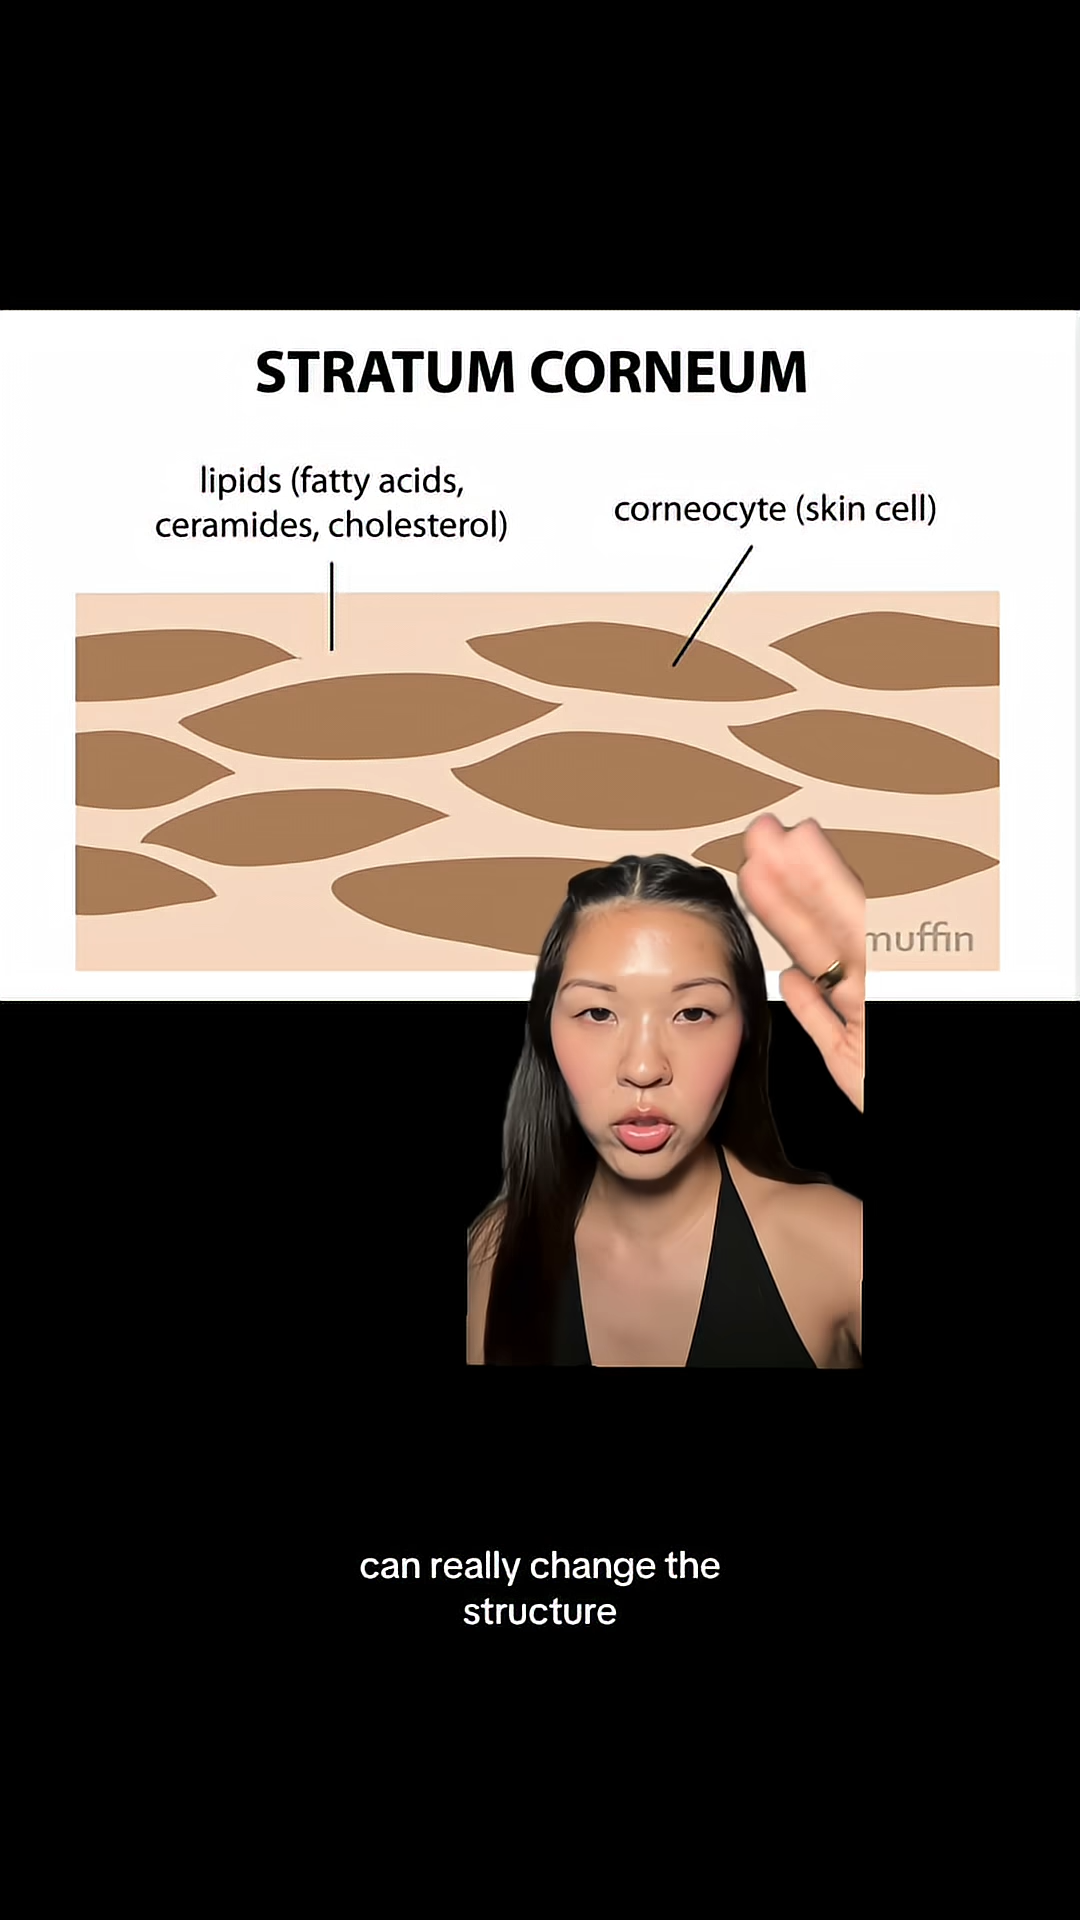 STRATUM CORNEUM
lipids (fatty acids,
ceramides, cholesterol)
corneocyte (skin cell)
muffin
can really change the
structure